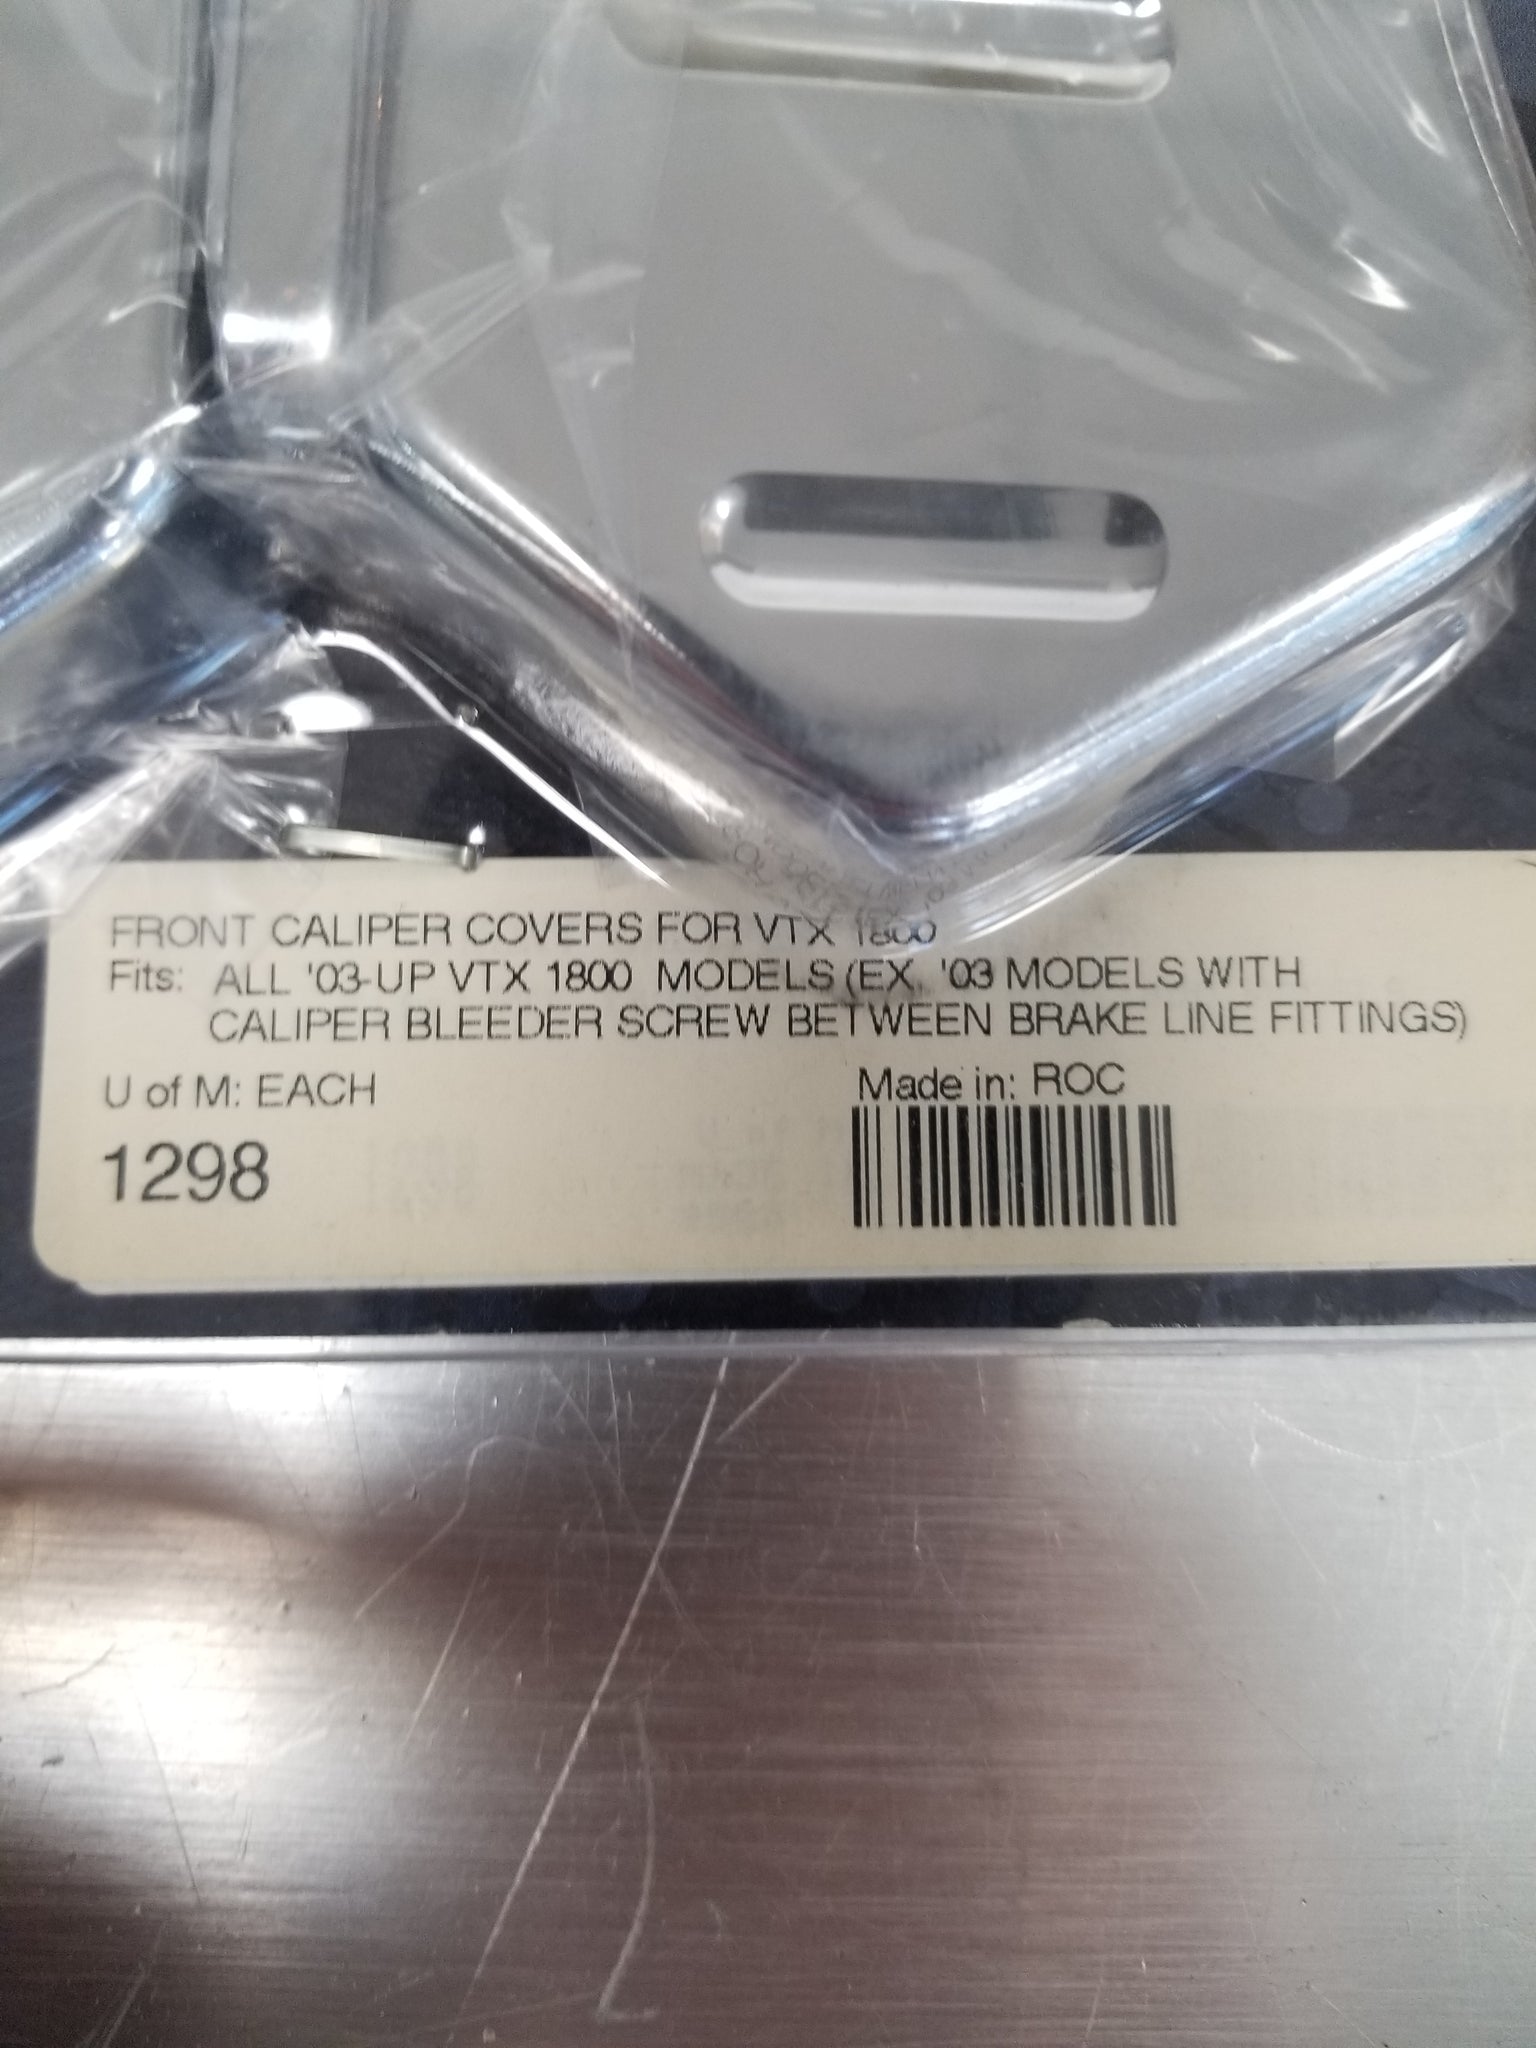 FRONT CALIPER COVERS FOR VTX 1800
Fits: ALL '03-UP VTX 1800 MODELS (EX. '03 MODELS WITH
CALIPER BLEEDER SCREW BETWEEN BRAKE LINE FITTINGS)
U of M: EACH
Made in: ROC
1298